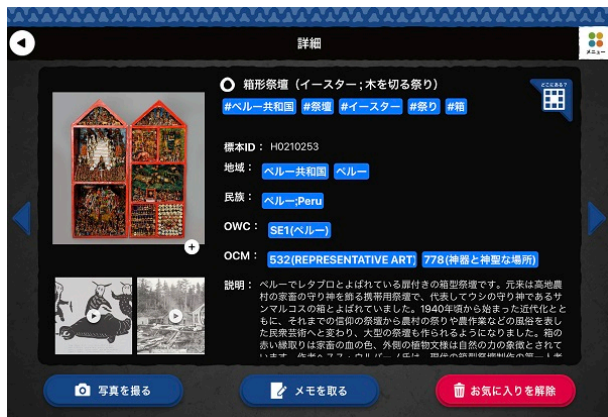 詳細
メニュー
箱形祭壇（イースター;木を切る祭り）
どこにある？
#ペルー共和国 #祭壇 #イースター #祭り #箱
標本ID： H0210253
地域： ペルー共和国 ペルー
民族： ペルー;Peru
OWC： SE1(ペルー)
OCM： 532(REPRESENTATIVE ART) 778(神器と神聖な場所)
説明： ペルーでレタブロとよばれている扉付きの箱型祭壇です。元来は高地農
村の家畜の守り神を飾る携帯用祭壇で、代表してウシの守り神であるサ
ンマルコスの箱とよばれていました。1940年頃から始まった近代化とと
もに、それまでの信仰の祭壇から農村の祭りや農作業などの風俗を表し
た民衆芸術へと変わり、大型の祭壇も作られるようになりました。箱の
赤い縁取りは家畜の血の色、外側の植物文様は自然の力の象徴とされて
写真を撮る
メモを取る
お気に入りを解除